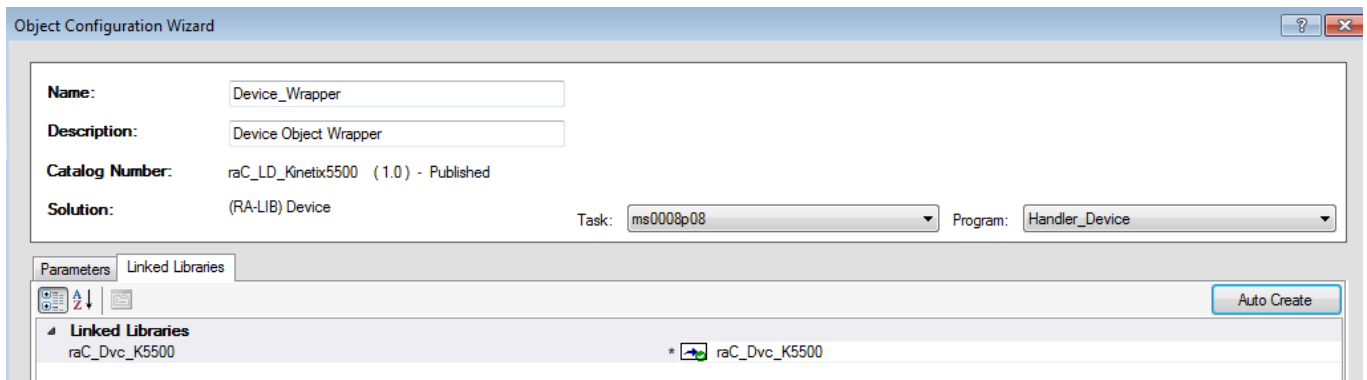 Object Configuration Wizard
Name: Device_Wrapper
Description: Device Object Wrapper
Catalog Number: raC_LD_Kinetix5500 (1.0) - Published
Solution: (RA-LIB) Device Task: ms0008p08 Program: Handler_Device
Parameters Linked Libraries
Auto Create
Linked Libraries
raC_Dvc_K5500 * raC_Dvc_K5500